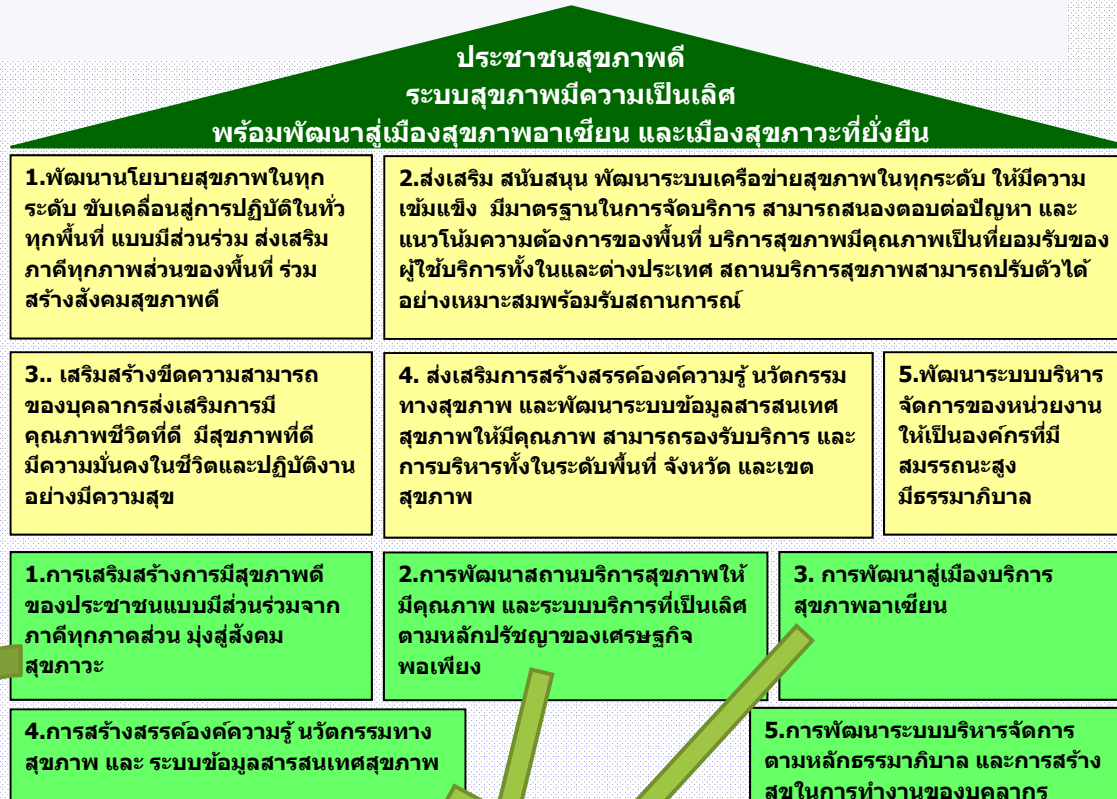 ประชาชนสุขภาพดี
ระบบสุขภาพมีความเป็นเลิศ
พร้อมพัฒนาสู่เมืองสุขภาพอาเซียน และเมืองสุขภาวะที่ยั่งยืน
1.พัฒนานโยบายสุขภาพในทุก
ระดับ ขับเคลื่อนสู่การปฏิบัติในทั่ว
ทุกพื้นที่ แบบมีส่วนร่วม ส่งเสริม
ภาคีทุกภาพส่วนของพื้นที่ ร่วม
สร้างสังคมสุขภาพดี
2.ส่งเสริม สนับสนุน พัฒนาระบบเครือข่ายสุขภาพในทุกระดับ ให้มีความ
เข้มแข็ง มีมาตรฐานในการจัดบริการ สามารถสนองตอบต่อปัญหา และ
แนวโน้มความต้องการของพื้นที่ บริการสุขภาพมีคุณภาพเป็นที่ยอมรับของ
ผู้ใช้บริการทั้งในและต่างประเทศ สถานบริการสุขภาพสามารถปรับตัวได้
อย่างเหมาะสมพร้อมรับสถานการณ์
3.. เสริมสร้างขีดความสามารถ
ของบุคลากรส่งเสริมการมี
คุณภาพชีวิตที่ดี มีสุขภาพที่ดี
มีความมั่นคงในชีวิตและปฏิบัติงาน
อย่างมีความสุข
4. ส่งเสริมการสร้างสรรค์องค์ความรู้ นวัตกรรม
ทางสุขภาพ และพัฒนาระบบข้อมูลสารสนเทศ
สุขภาพให้มีคุณภาพ สามารถรองรับบริการ และ
การบริหารทั้งในระดับพื้นที่ จังหวัด และเขต
สุขภาพ
5.พัฒนาระบบบริหาร
จัดการของหน่วยงาน
ให้เป็นองค์กรที่มี
สมรรถนะสูง
มีธรรมาภิบาล
1.การเสริมสร้างการมีสุขภาพดี
ของประชาชนแบบมีส่วนร่วมจาก
ภาคีทุกภาคส่วน มุ่งสู่สังคม
สุขภาวะ
2.การพัฒนาสถานบริการสุขภาพให้
มีคุณภาพ และระบบบริการที่เป็นเลิศ
ตามหลักปรัชญาของเศรษฐกิจ
พอเพียง
3. การพัฒนาสู่เมืองบริการ
สุขภาพอาเซียน
4.การสร้างสรรค์องค์ความรู้ นวัตกรรมทาง
สุขภาพ และ ระบบข้อมูลสารสนเทศสุขภาพ
5.การพัฒนาระบบบริหารจัดการ
ตามหลักธรรมาภิบาล และการสร้าง
สุขในการทำงานของบุคลากร